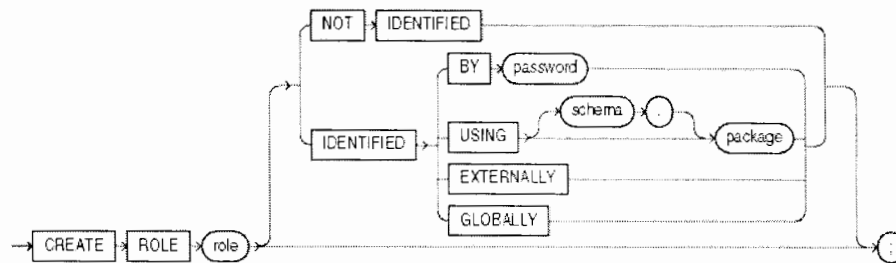 NOT IDENTIFIED
BY password
schema .
IDENTIFIED USING package
EXTERNALLY
GLOBALLY
CREATE ROLE role ;